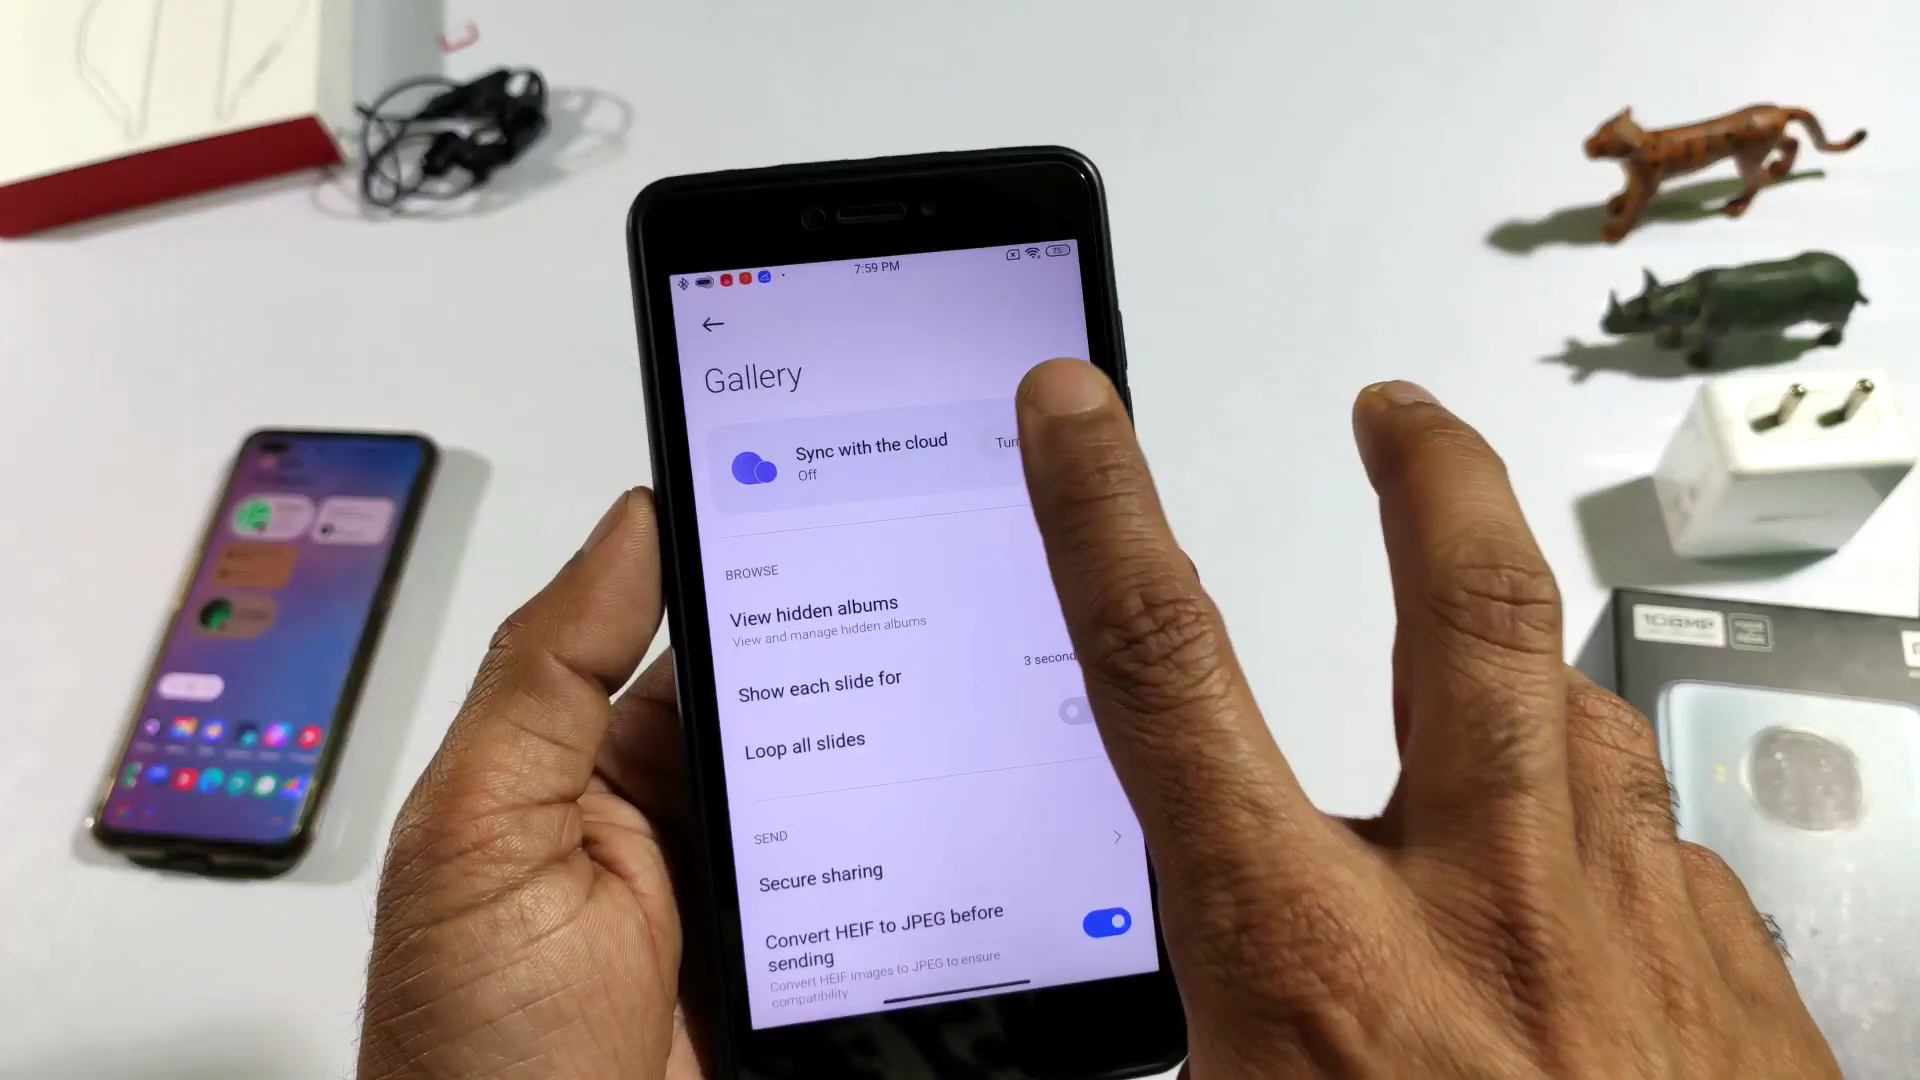 7:59 PM
75
Gallery
Sync with the cloud
Off
Turn
BROWSE
View hidden albums
View and manage hidden albums
Show each slide for
3 second
Loop all slides
SEND
Secure sharing
Convert HEIF to JPEG before
sending
Convert HEIF images to JPEG to ensure
compatibility